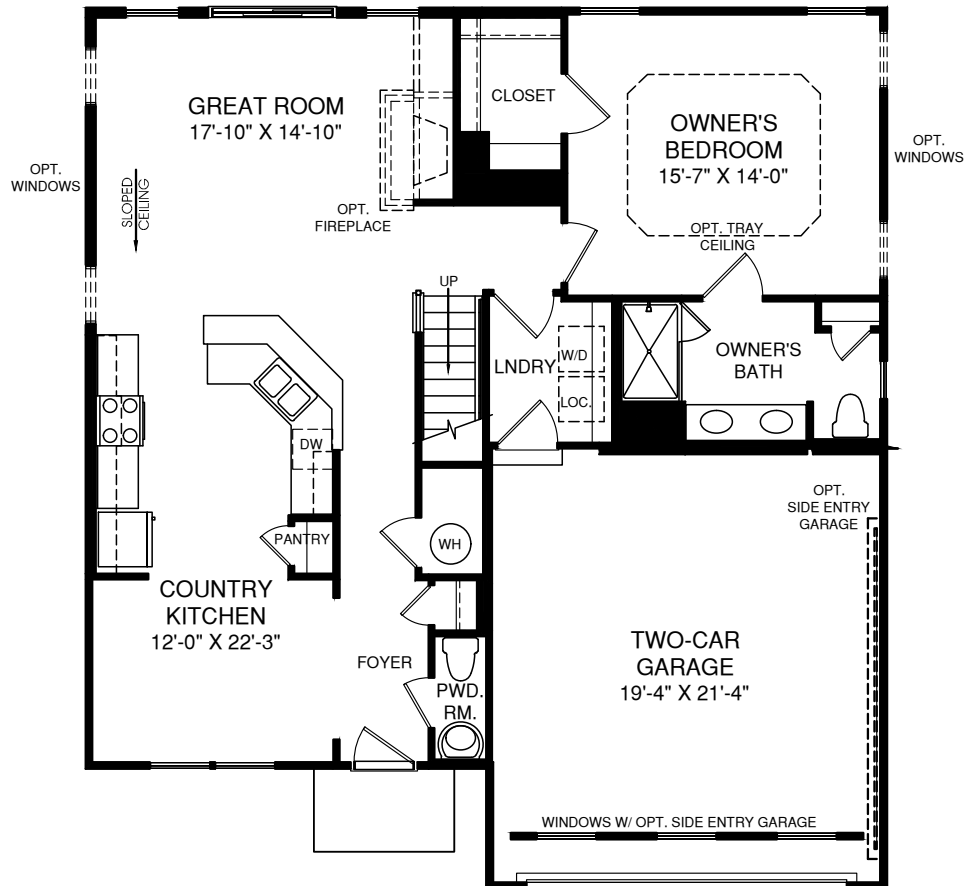 GREAT ROOM
17'-10" X 14'-10"
CLOSET
OWNER'S
BEDROOM
15'-7" X 14'-0"
OPT. TRAY
CEILING
OPT.
WINDOWS
OPT.
WINDOWS
SLOPED
CEILING
OPT.
FIREPLACE
UP
LNDRY
W/D
LOC.
OWNER'S
BATH
DW
PANTRY
WH
OPT.
SIDE ENTRY
GARAGE
COUNTRY
KITCHEN
12'-0" X 22'-3"
FOYER
PWD.
RM.
TWO-CAR
GARAGE
19'-4" X 21'-4"
WINDOWS W/ OPT. SIDE ENTRY GARAGE